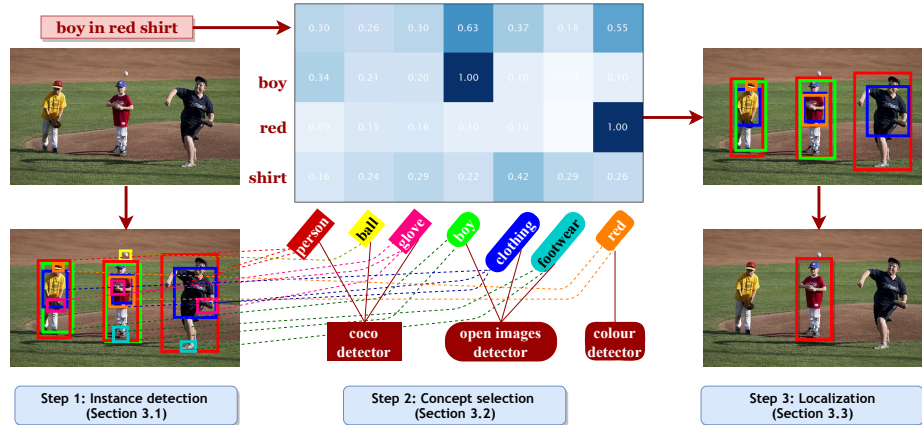 boy in red shirt
0.30 0.26 0.30 0.63 0.37 0.18 0.55
boy
0.34 0.21 0.20 1.00 0.10 0.10
red
0.09 0.15 0.16 0.10 0.10 1.00
shirt
0.16 0.24 0.29 0.22 0.42 0.29 0.26
person
ball
glove
boy
clothing
footwear
red
coco
detector
open images
detector
colour
detector
Step 1: Instance detection
(Section 3.1)
Step 2: Concept selection
(Section 3.2)
Step 3: Localization
(Section 3.3)